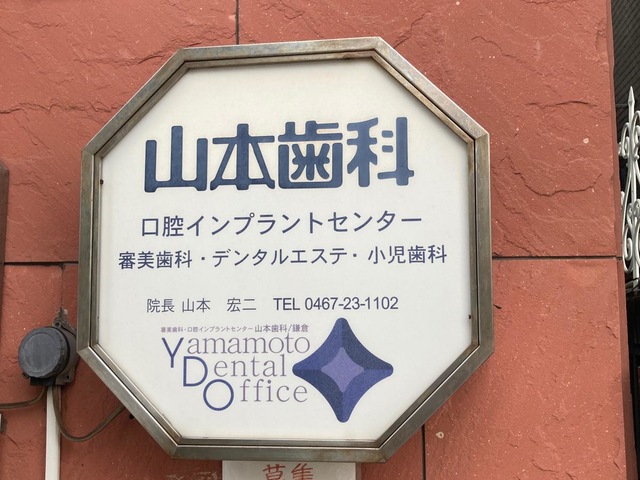 山本歯科
口腔インプラントセンター
審美歯科・デンタルエステ・小児歯科
院長 山本 宏二 TEL 0467-23-1102
審美歯科・口腔インプラントセンター 山本歯科/鎌倉
Yamamoto
Dental
Office
募集